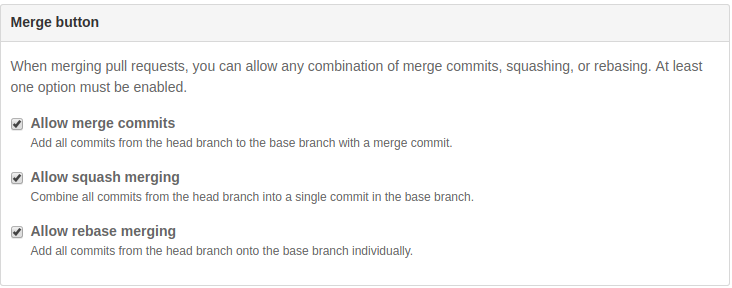 Merge button
When merging pull requests, you can allow any combination of merge commits, squashing, or rebasing. At least
one option must be enabled.
Allow merge commits
Add all commits from the head branch to the base branch with a merge commit.
Allow squash merging
Combine all commits from the head branch into a single commit in the base branch.
Allow rebase merging
Add all commits from the head branch onto the base branch individually.